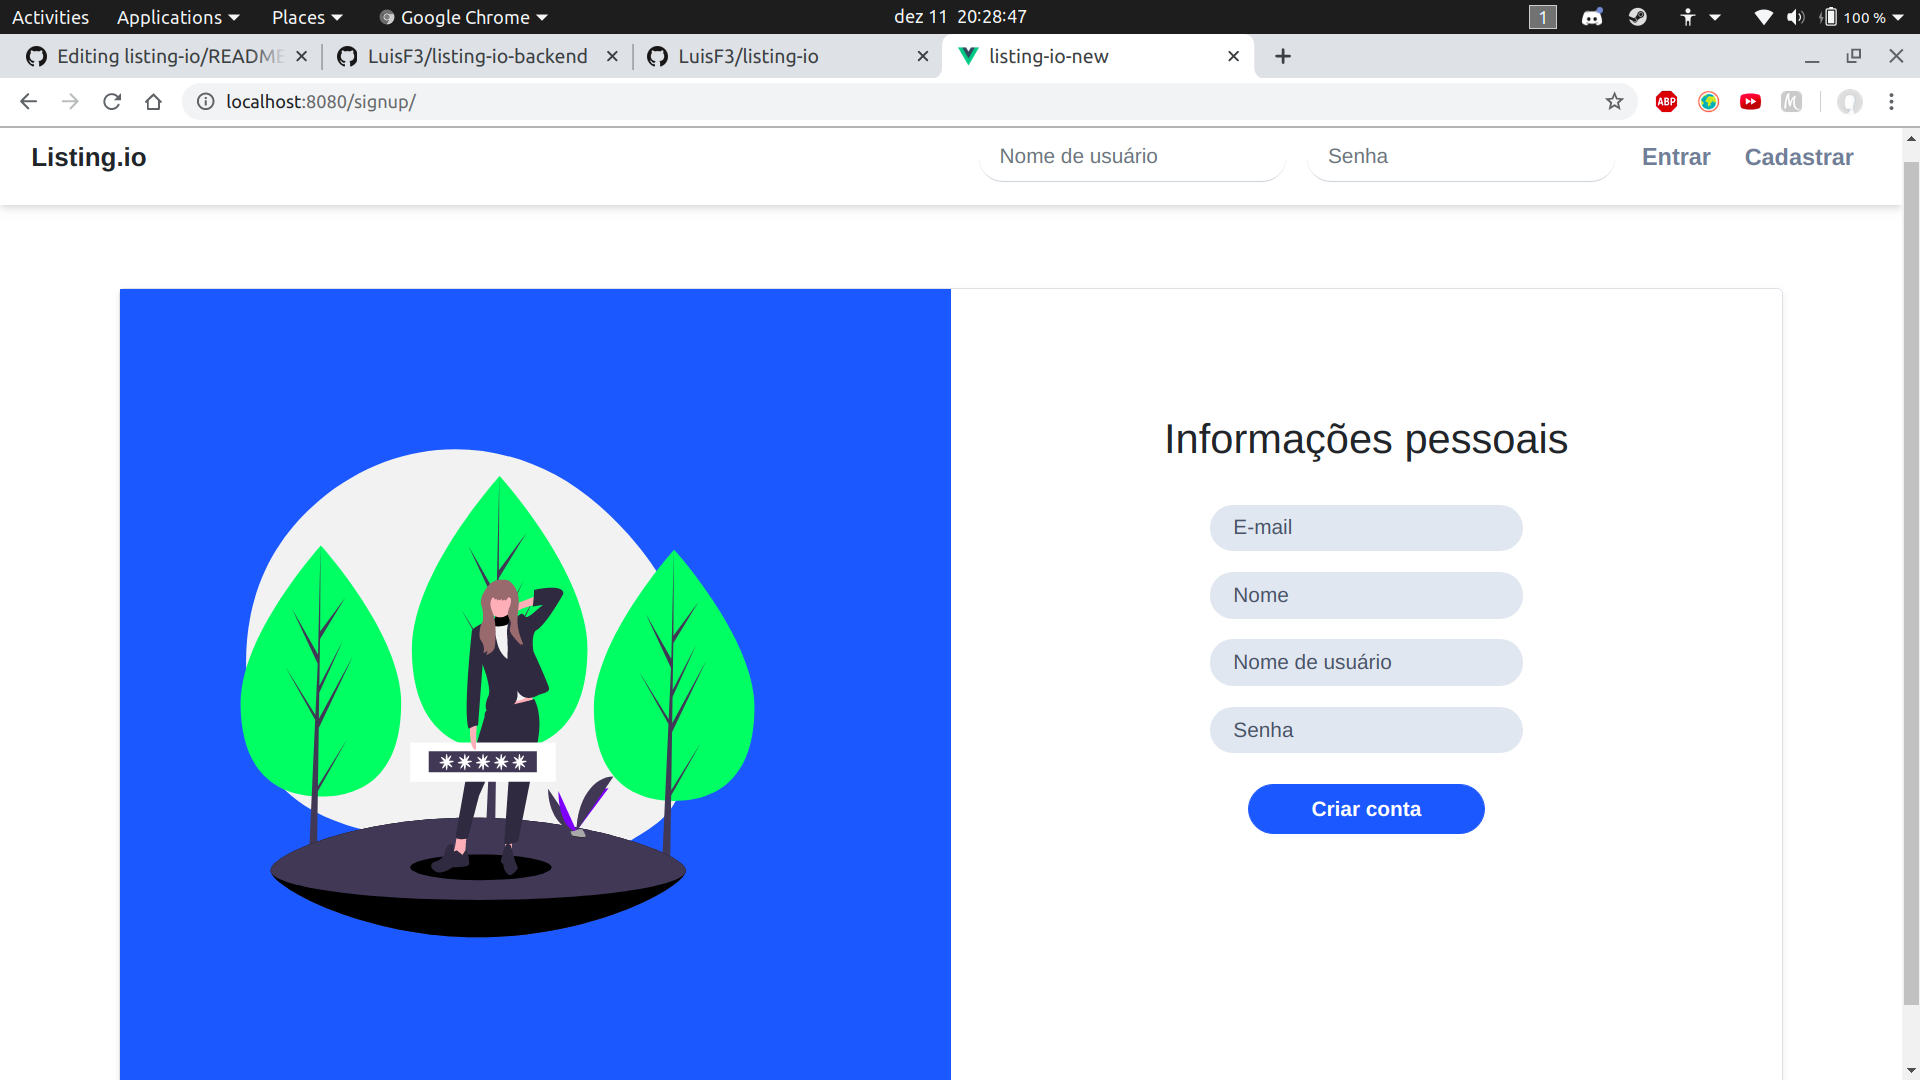 Activities Applications Places Google Chrome dez 11 20:28:47 1 100 %
Editing listing-io/README LuisF3/listing-io-backend LuisF3/listing-io listing-io-new
localhost:8080/signup/ ABP M
Listing.io Nome de usuário Senha Entrar Cadastrar
Informações pessoais
E-mail
Nome
Nome de usuário
Senha
Criar conta